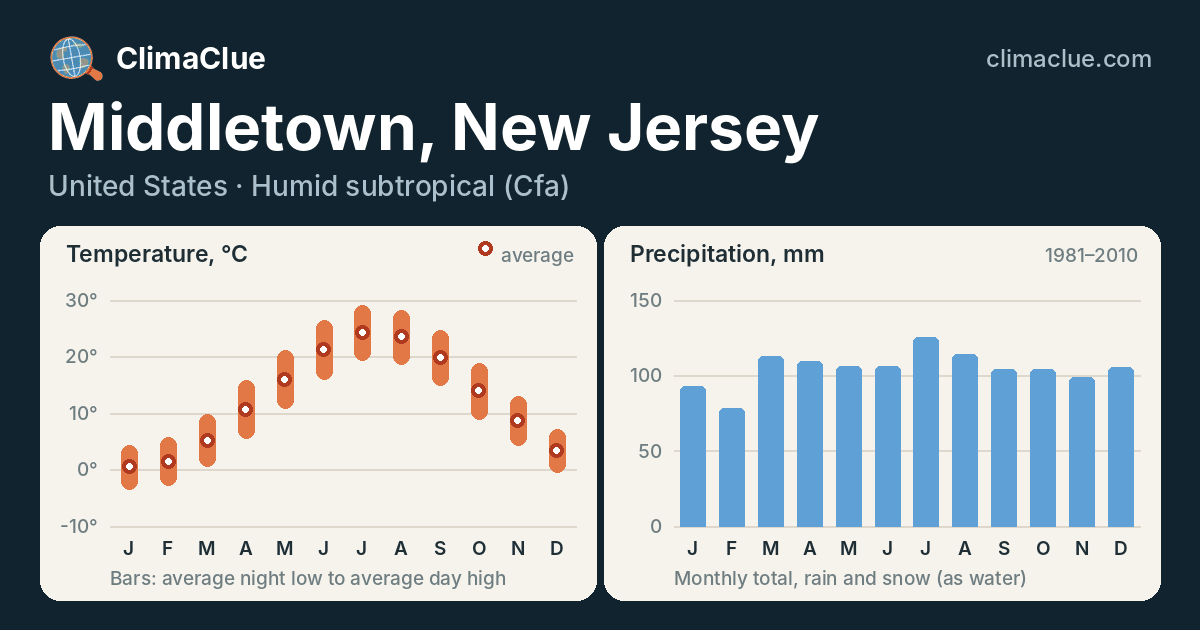 ClimaClue
climaclue.com
Middletown, New Jersey
United States · Humid subtropical (Cfa)
Temperature, °C
average
30°
20°
10°
0°
-10°
J F M A M J J A S O N D
Bars: average night low to average day high
Precipitation, mm
1981–2010
150
100
50
0
J F M A M J J A S O N D
Monthly total, rain and snow (as water)